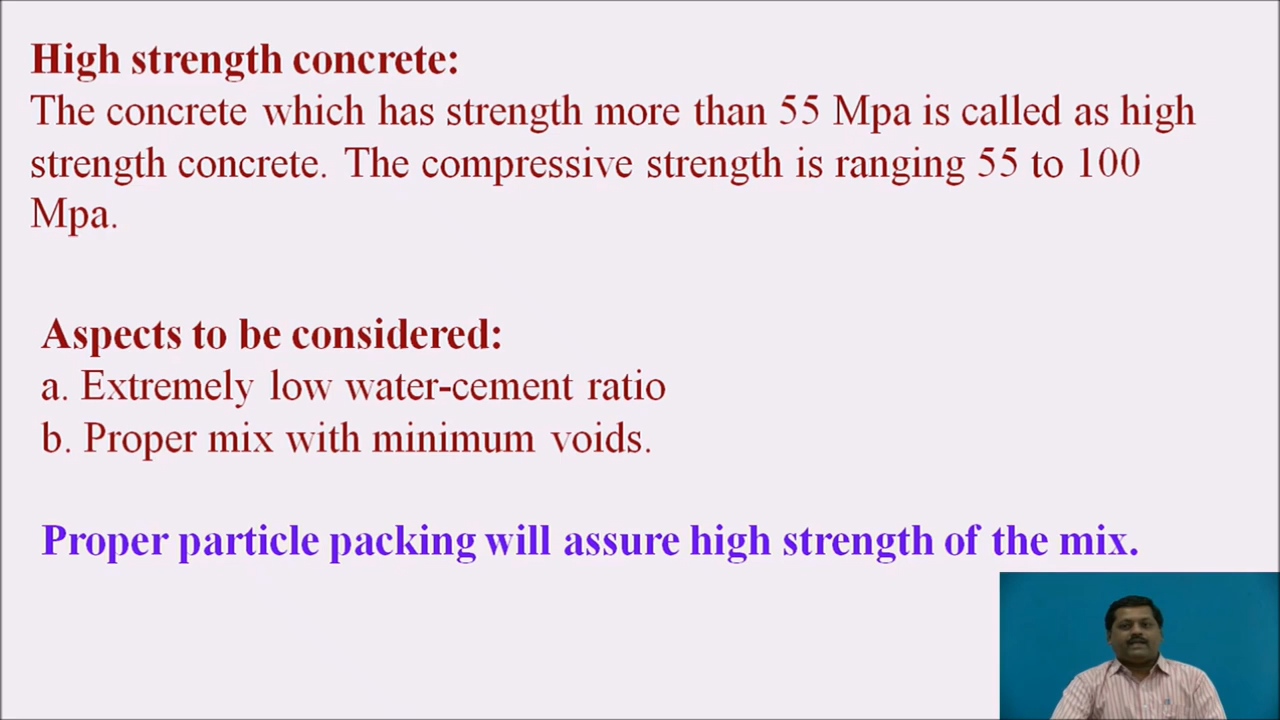 High strength concrete:
The concrete which has strength more than 55 Mpa is called as high
strength concrete. The compressive strength is ranging 55 to 100
Mpa.
Aspects to be considered:
a. Extremely low water-cement ratio
b. Proper mix with minimum voids.
Proper particle packing will assure high strength of the mix.